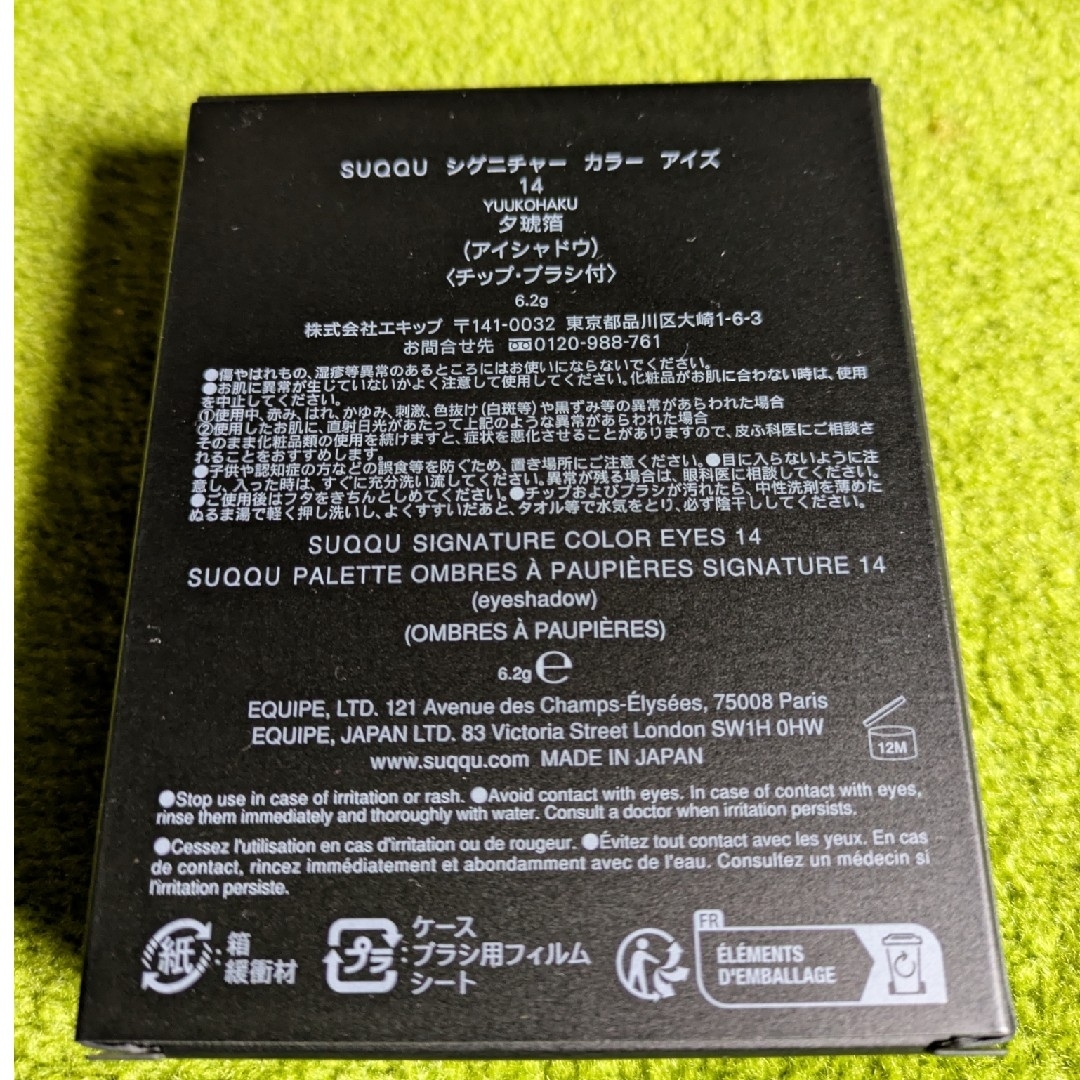 SUQQU シグニチャー カラー アイズ
14
YUUKOHAKU
夕琥箔
(アイシャドウ)
〈チップ・ブラシ付〉
6.2g
株式会社エキップ 〒141-0032 東京都品川区大崎1-6-3
お問合せ先 0120-988-761
●傷やはれもの、湿疹等異常のあるところにはお使いにならないでください。
●お肌に異常が生じていないかよく注意して使用してください。化粧品がお肌に合わない時は、使用
を中止してください。
①使用中、赤み、はれ、かゆみ、刺激、色抜け(白斑等)や黒ずみ等の異常があらわれた場合
②使用したお肌に、直射日光があたって上記のような異常があらわれた場合
そのまま化粧品類の使用を続けますと、症状を悪化させることがありますので、皮ふ科医にご相談さ
れることをおすすめします。
●子供や認知症の方などの誤食等を防ぐため、置き場所にご注意ください。●目に入らないように注
意し、入った時は、すぐに充分洗い流してください。異常が残る場合は、眼科医に相談してください。
●ご使用後はフタをきちんとしめてください。●チップおよびブラシが汚れたら、中性洗剤を薄めた
ぬるま湯で軽く押し洗いし、よくすすいだあと、タオル等で水気をとり、必ず陰干ししてください。
SUQQU SIGNATURE COLOR EYES 14
SUQQU PALETTE OMBRES À PAUPIÈRES SIGNATURE 14
(eyeshadow)
(OMBRES À PAUPIÈRES)
6.2g ℮
EQUIPE, LTD. 121 Avenue des Champs-Élysées, 75008 Paris
EQUIPE, JAPAN LTD. 83 Victoria Street London SW1H 0HW
www.suqqu.com MADE IN JAPAN
12M
●Stop use in case of irritation or rash. ●Avoid contact with eyes. In case of contact with eyes,
rinse them immediately and thoroughly with water. Consult a doctor when irritation persists.
●Cessez l'utilisation en cas d'irritation ou de rougeur. ●Évitez tout contact avec les yeux. En cas
de contact, rincez immédiatement et abondamment avec de l'eau. Consultez un médecin si
l'irritation persiste.
紙:箱
緩衝材
プラ:ケース
ブラシ用フィルム
シート
FR
ÉLÉMENTS
D'EMBALLAGE